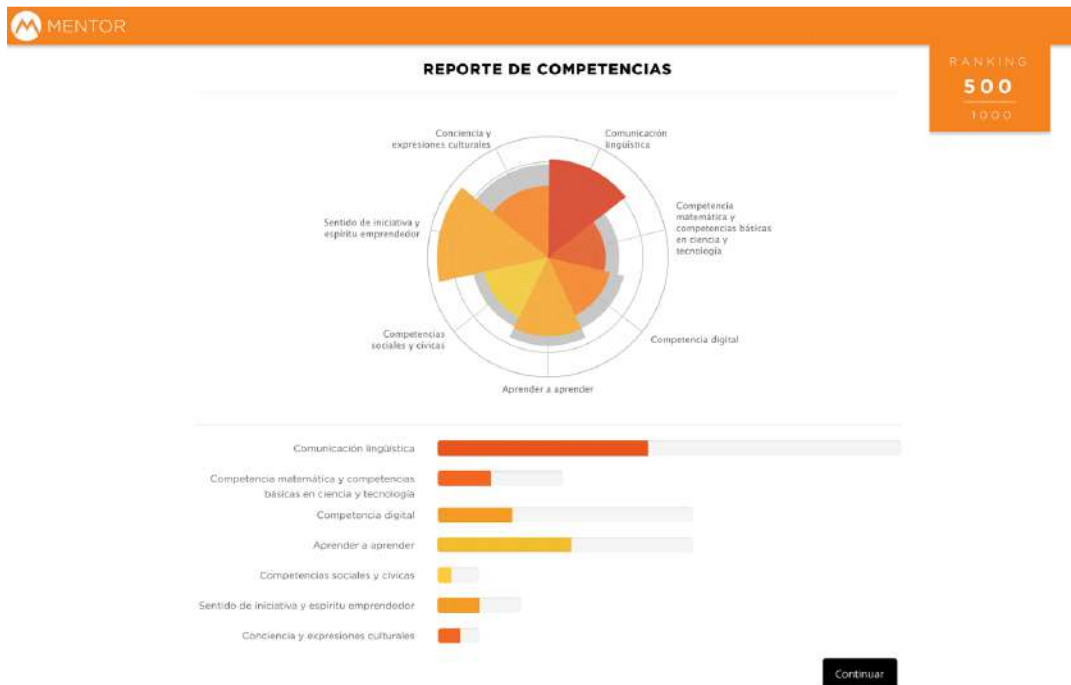 MENTOR
RANKING
500
1000
REPORTE DE COMPETENCIAS
Conciencia y
expresiones culturales
Comunicación
lingüística
Sentido de iniciativa y
espíritu emprendedor
Competencia
matemática y
competencias básicas
en ciencia y
tecnología
Competencias
sociales y cívicas
Competencia digital
Aprender a aprender
Comunicación lingüística
Competencia matemática y competencias
básicas en ciencia y tecnología
Competencia digital
Aprender a aprender
Competencias sociales y cívicas
Sentido de iniciativa y espíritu emprendedor
Conciencia y expresiones culturales
Continuar